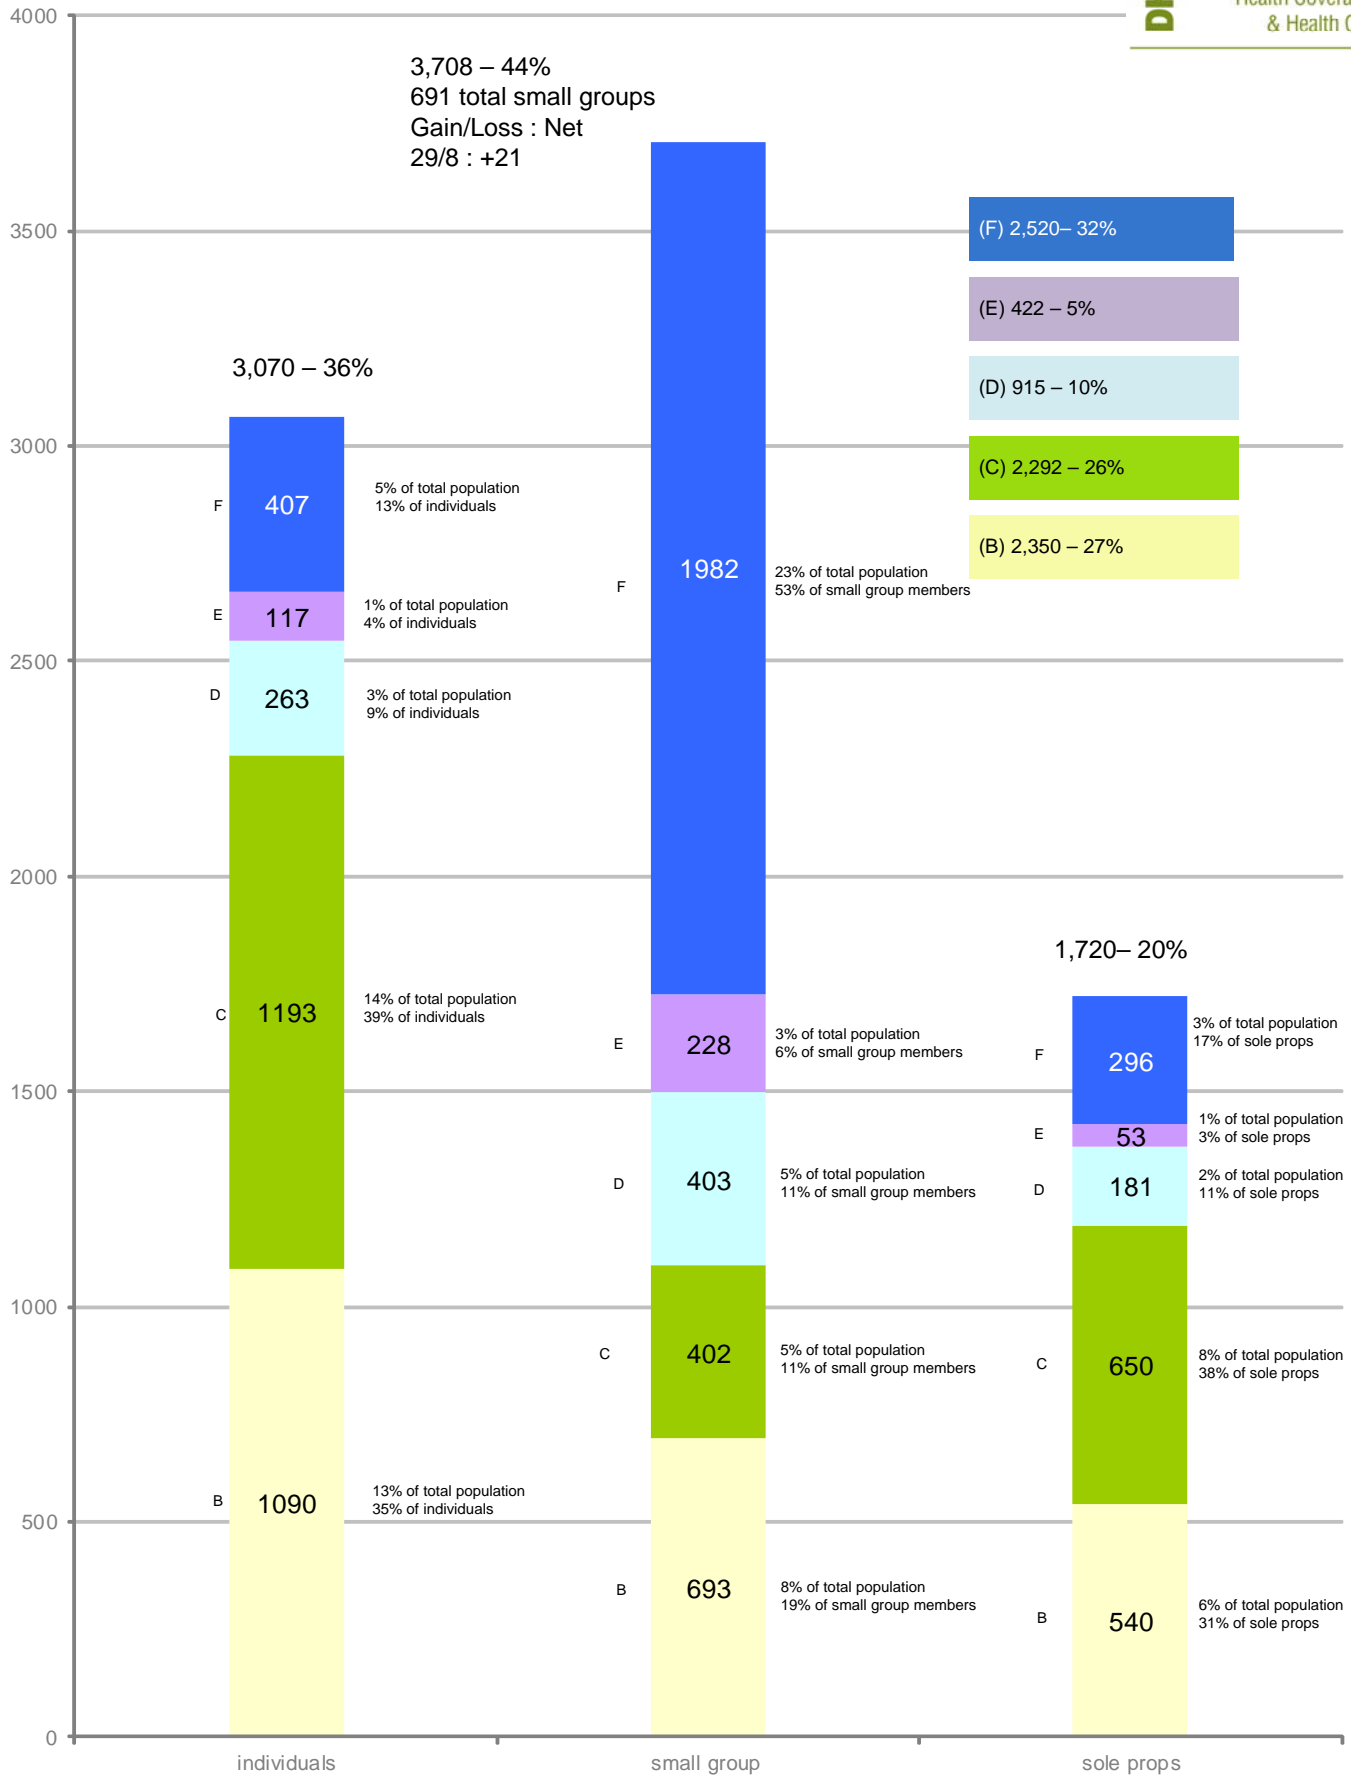 4000
DI
& Health C
3,708 – 44%
691 total small groups
Gain/Loss : Net
29/8 : +21
3500
(F) 2,520– 32%
(E) 422 – 5%
(D) 915 – 10%
(C) 2,292 – 26%
(B) 2,350 – 27%
3,070 – 36%
3000
F
407
5% of total population
13% of individuals
E
117
1% of total population
4% of individuals
D
263
3% of total population
9% of individuals
C
1193
14% of total population
39% of individuals
B
1090
13% of total population
35% of individuals
F
1982
23% of total population
53% of small group members
E
228
3% of total population
6% of small group members
D
403
5% of total population
11% of small group members
C
402
5% of total population
11% of small group members
B
693
8% of total population
19% of small group members
1,720– 20%
F
296
3% of total population
17% of sole props
E
53
1% of total population
3% of sole props
D
181
2% of total population
11% of sole props
C
650
8% of total population
38% of sole props
B
540
6% of total population
31% of sole props
2500
2000
1500
1000
500
0
individuals
small group
sole props